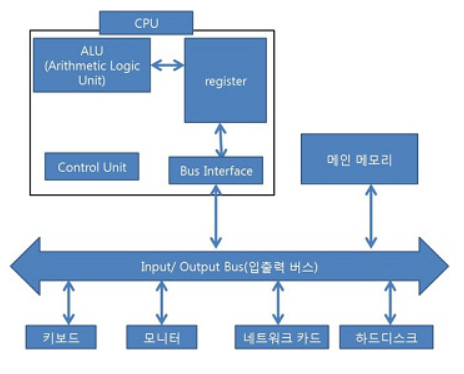 CPU
ALU
(Arithmetic Logic
Unit)
register
Control Unit
Bus Interface
메인 메모리
Input/ Output Bus(입출력 버스)
키보드
모니터
네트워크 카드
하드디스크